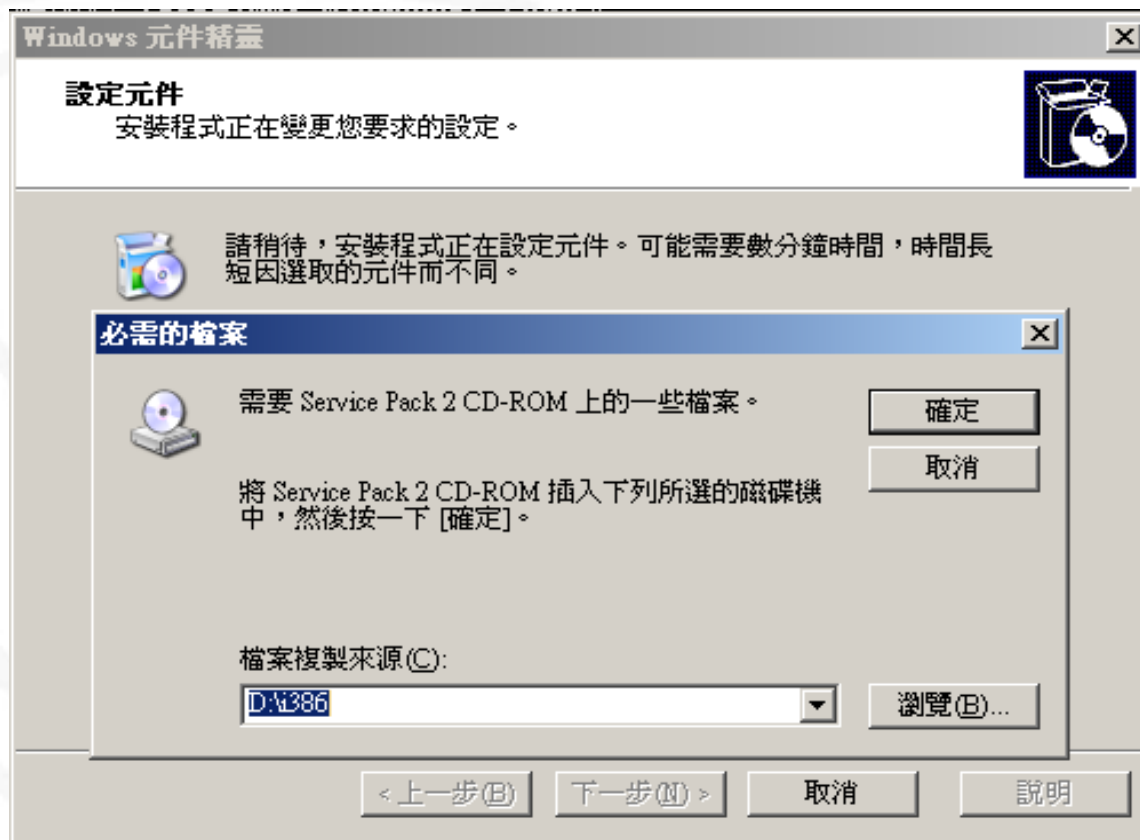 Windows 元件精靈
設定元件
安裝程式正在變更您要求的設定。
請稍待,安裝程式正在設定元件。可能需要數分鐘時間,時間長
短因選取的元件而不同。
必需的檔案
需要 Service Pack 2 CD-ROM 上的一些檔案。
確定
取消
將 Service Pack 2 CD-ROM 插入下列所選的磁碟機
中,然後按一下 [確定]。
檔案複製來源(C):
D:\i386
瀏覽(B)...
< 上一步(B)
下一步(N) >
取消
說明